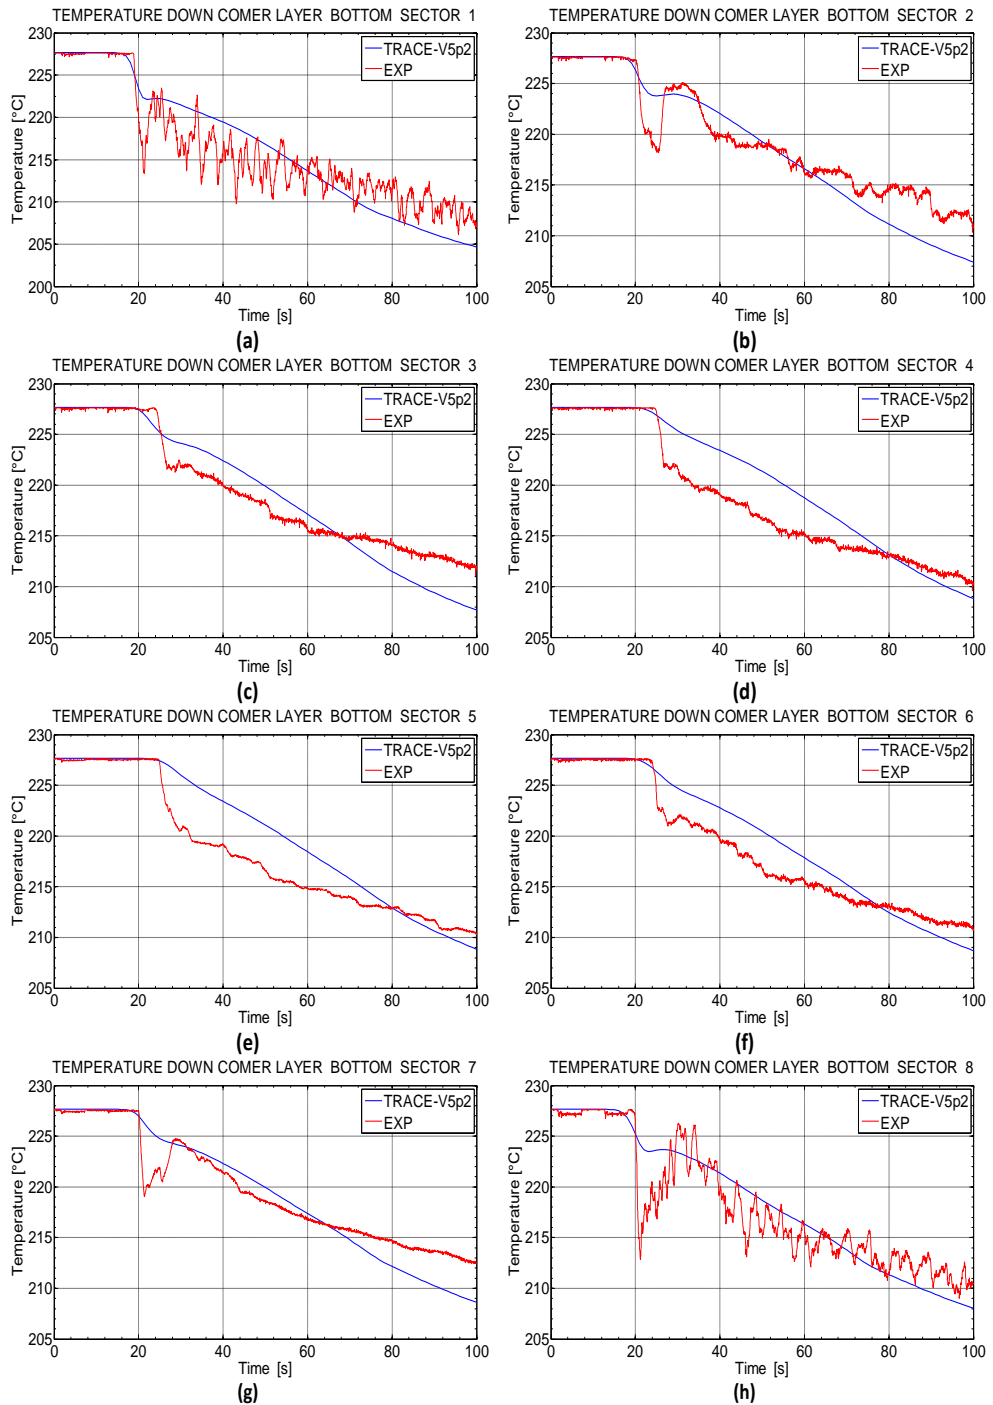 TEMPERATURE DOWN COMER LAYER BOTTOM SECTOR 1
230
225
220
215
210
205
200
Temperature [°C]
TRACE-V5p2
EXP
0 20 40 60 80 100
Time [s]
(a)
TEMPERATURE DOWN COMER LAYER BOTTOM SECTOR 2
230
225
220
215
210
205
Temperature [°C]
TRACE-V5p2
EXP
0 20 40 60 80 100
Time [s]
(b)
TEMPERATURE DOWN COMER LAYER BOTTOM SECTOR 3
230
225
220
215
210
205
Temperature [°C]
TRACE-V5p2
EXP
0 20 40 60 80 100
Time [s]
(c)
TEMPERATURE DOWN COMER LAYER BOTTOM SECTOR 4
230
225
220
215
210
205
Temperature [°C]
TRACE-V5p2
EXP
0 20 40 60 80 100
Time [s]
(d)
TEMPERATURE DOWN COMER LAYER BOTTOM SECTOR 5
230
225
220
215
210
205
Temperature [°C]
TRACE-V5p2
EXP
0 20 40 60 80 100
Time [s]
(e)
TEMPERATURE DOWN COMER LAYER BOTTOM SECTOR 6
230
225
220
215
210
205
Temperature [°C]
TRACE-V5p2
EXP
0 20 40 60 80 100
Time [s]
(f)
TEMPERATURE DOWN COMER LAYER BOTTOM SECTOR 7
230
225
220
215
210
205
Temperature [°C]
TRACE-V5p2
EXP
0 20 40 60 80 100
Time [s]
(g)
TEMPERATURE DOWN COMER LAYER BOTTOM SECTOR 8
230
225
220
215
210
205
Temperature [°C]
TRACE-V5p2
EXP
0 20 40 60 80 100
Time [s]
(h)